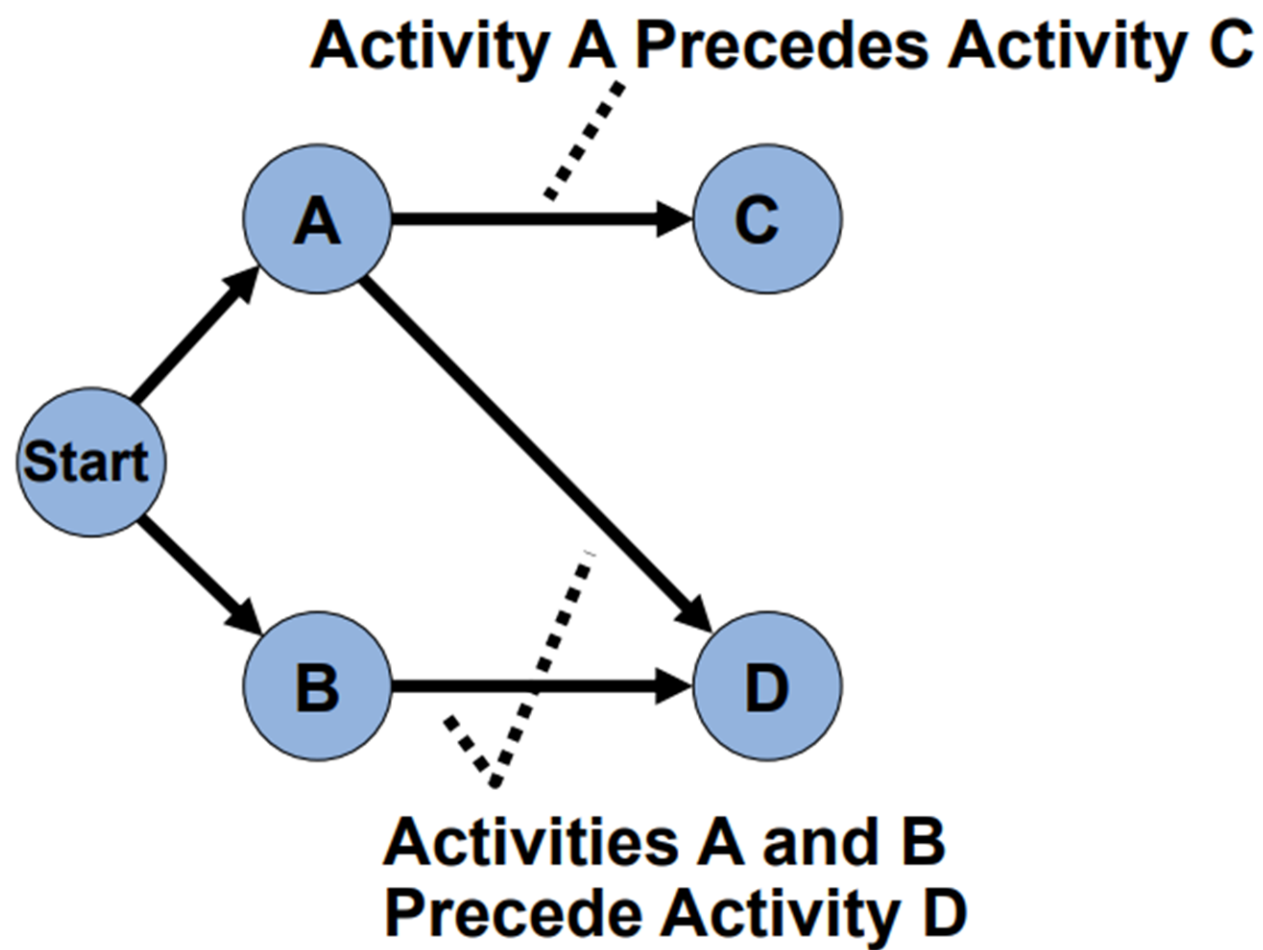 Activity A Precedes Activity C
A
C
Start
B
D
Activities A and B
Precede Activity D